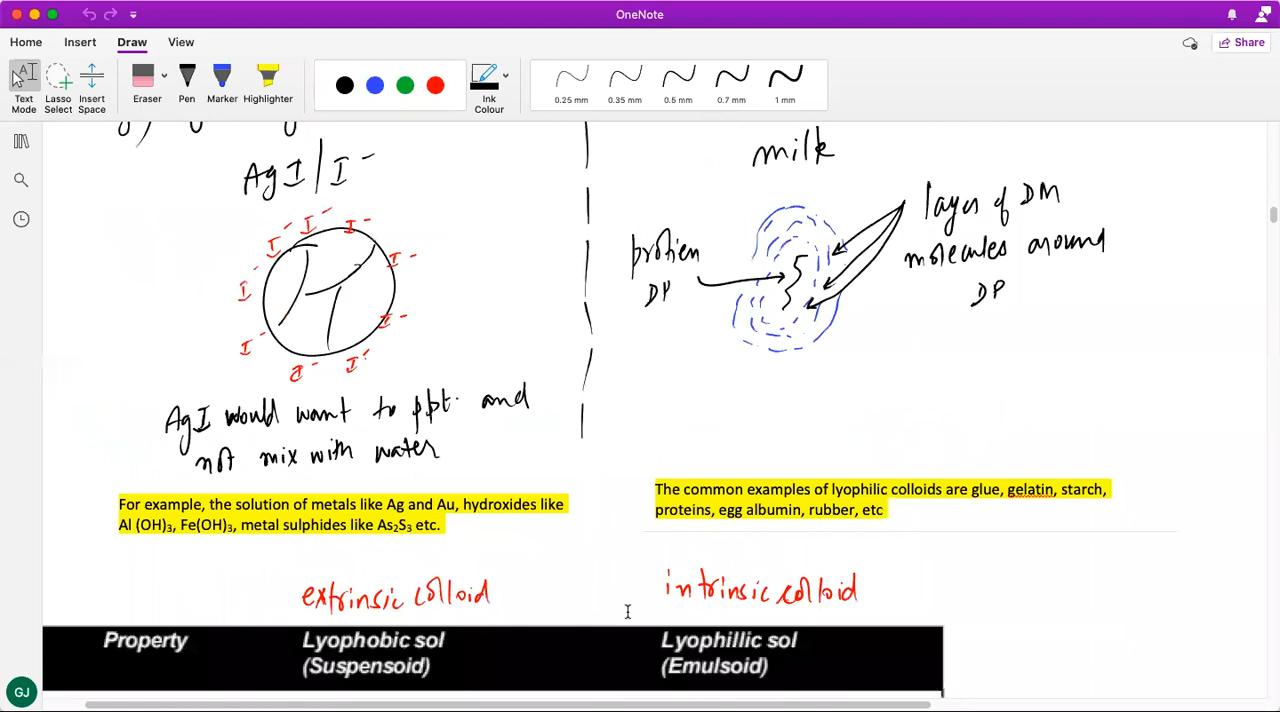 OneNote
Home Insert Draw View
Share
Text Mode
Lasso Select
Insert Space
Eraser
Pen
Marker
Highlighter
Ink Colour
0.25 mm
0.35 mm
0.5 mm
0.7 mm
1 mm
AgI/I⁻
I⁻ I⁻ I⁻ I⁻ I⁻ I⁻ I⁻ I⁻ I⁻
AgI would want to ppt. and
not mix with water
For example, the solution of metals like Ag and Au, hydroxides like
Al (OH)₃, Fe(OH)₃, metal sulphides like As₂S₃ etc.
extrinsic colloid
milk
protien
DP
layer of DM
molecules around
DP
The common examples of lyophilic colloids are glue, gelatin, starch,
proteins, egg albumin, rubber, etc
intrinsic colloid
Property Lyophobic sol Lyophillic sol
(Suspensoid) (Emulsoid)
GJ